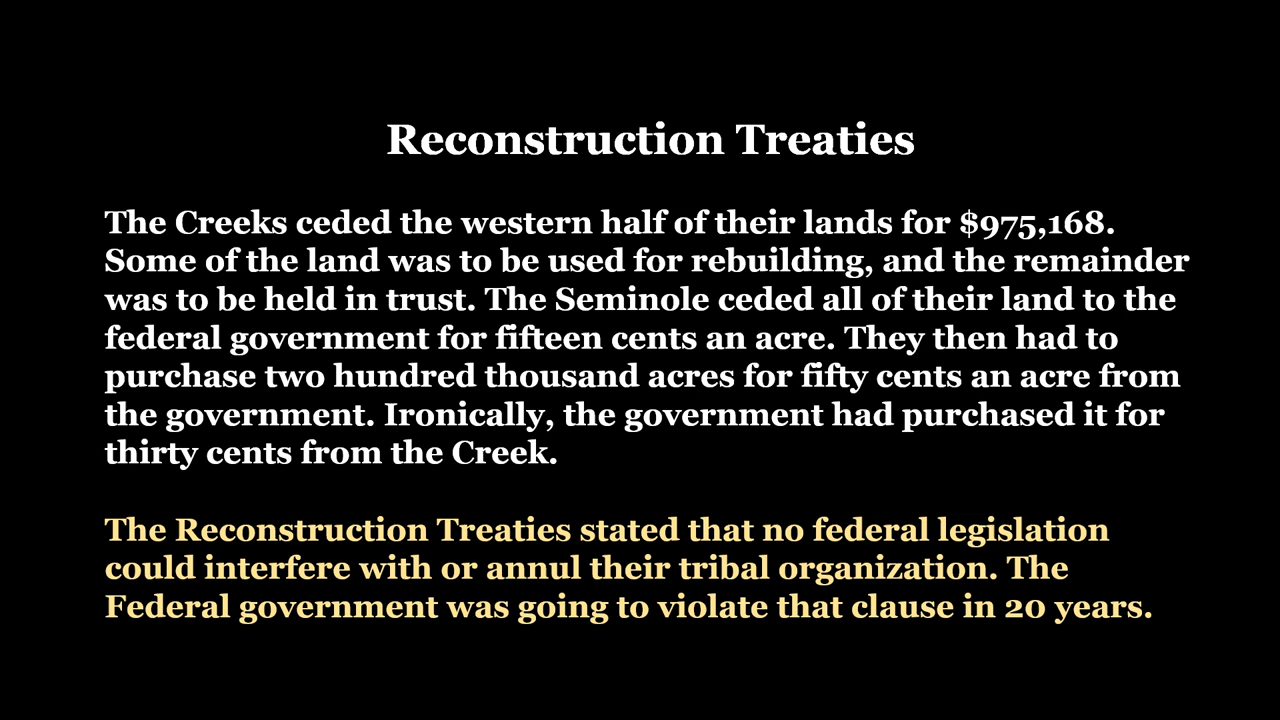 Reconstruction Treaties
The Creeks ceded the western half of their lands for $975,168.
Some of the land was to be used for rebuilding, and the remainder
was to be held in trust. The Seminole ceded all of their land to the
federal government for fifteen cents an acre. They then had to
purchase two hundred thousand acres for fifty cents an acre from
the government. Ironically, the government had purchased it for
thirty cents from the Creek.
The Reconstruction Treaties stated that no federal legislation
could interfere with or annul their tribal organization. The
Federal government was going to violate that clause in 20 years.